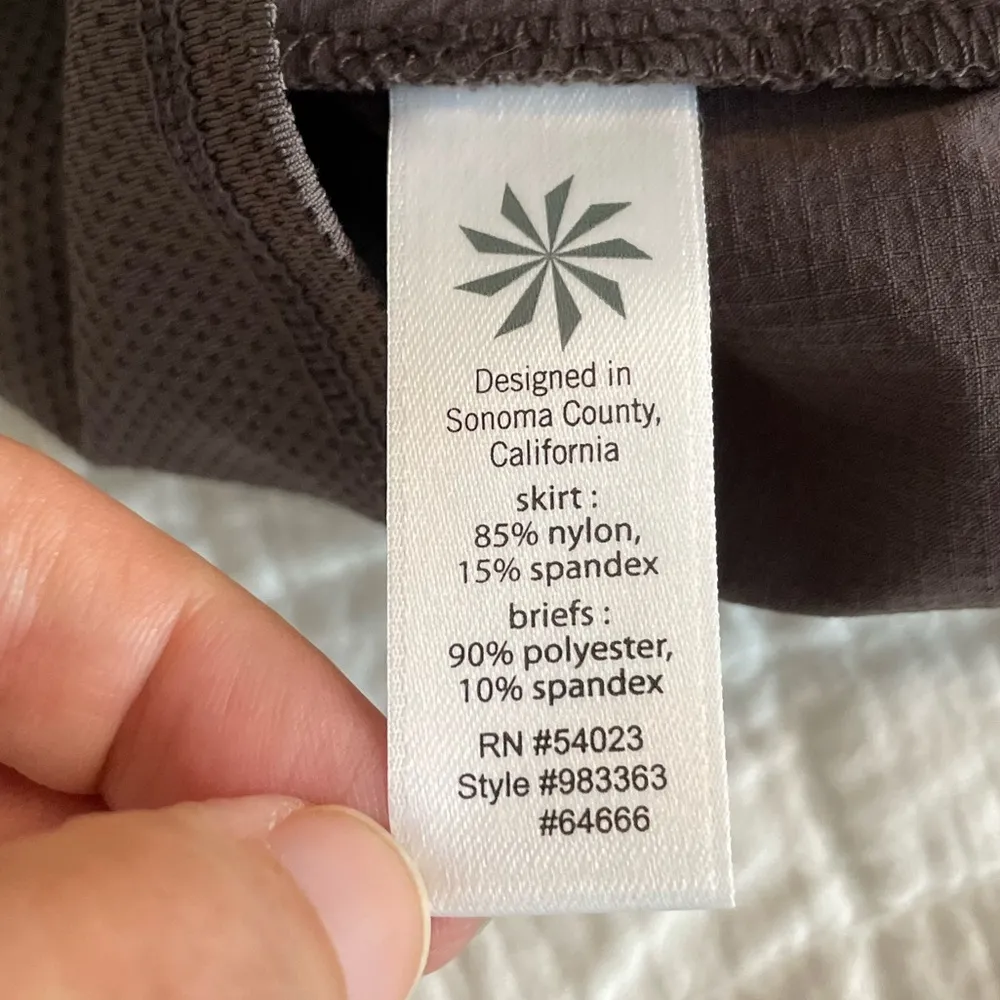 Designed in
Sonoma County,
California
skirt :
85% nylon,
15% spandex
briefs :
90% polyester,
10% spandex
RN #54023
Style #983363
#64666